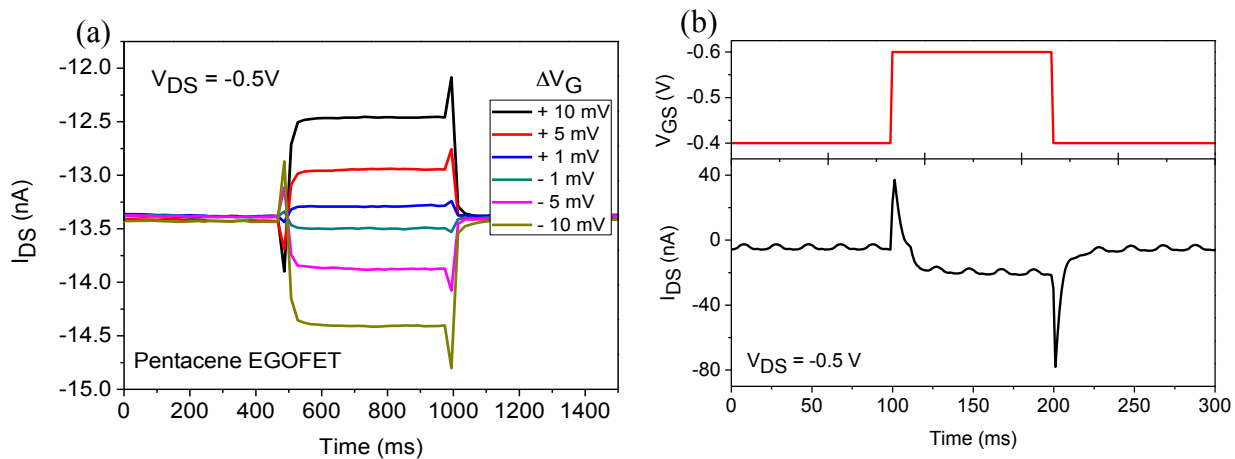 (a)
V_DS = -0.5V
ΔV_G
+ 10 mV
+ 5 mV
+ 1 mV
- 1 mV
- 5 mV
- 10 mV
Pentacene EGOFET
I_DS (nA)
-12.0
-12.5
-13.0
-13.5
-14.0
-14.5
-15.0
0 200 400 600 800 1000 1200 1400
Time (ms)
(b)
V_GS (V)
-0.6
-0.5
-0.4
I_DS (nA)
40
0
-40
-80
V_DS = -0.5 V
0 50 100 150 200 250 300
Time (ms)